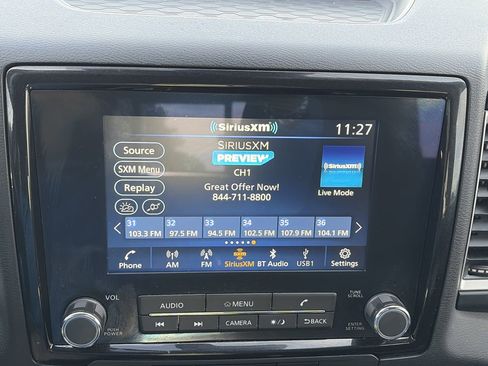 ((SiriusXM)) 11:27
Source SIRIUSXM
PREVIEW
SXM Menu CH1 ((SiriusXM))
Replay Great Offer Now!
844-711-8800 Live Mode
31 32 33 34 35 36
103.3 FM 97.5 FM 94.5 FM 102.5 FM 107.9 FM 104.1 FM
Phone AM FM SiriusXM BT Audio USB1 Settings
VOL AUDIO MENU TUNE
SCROLL
PUSH
POWER CAMERA BACK ENTER
SETTING